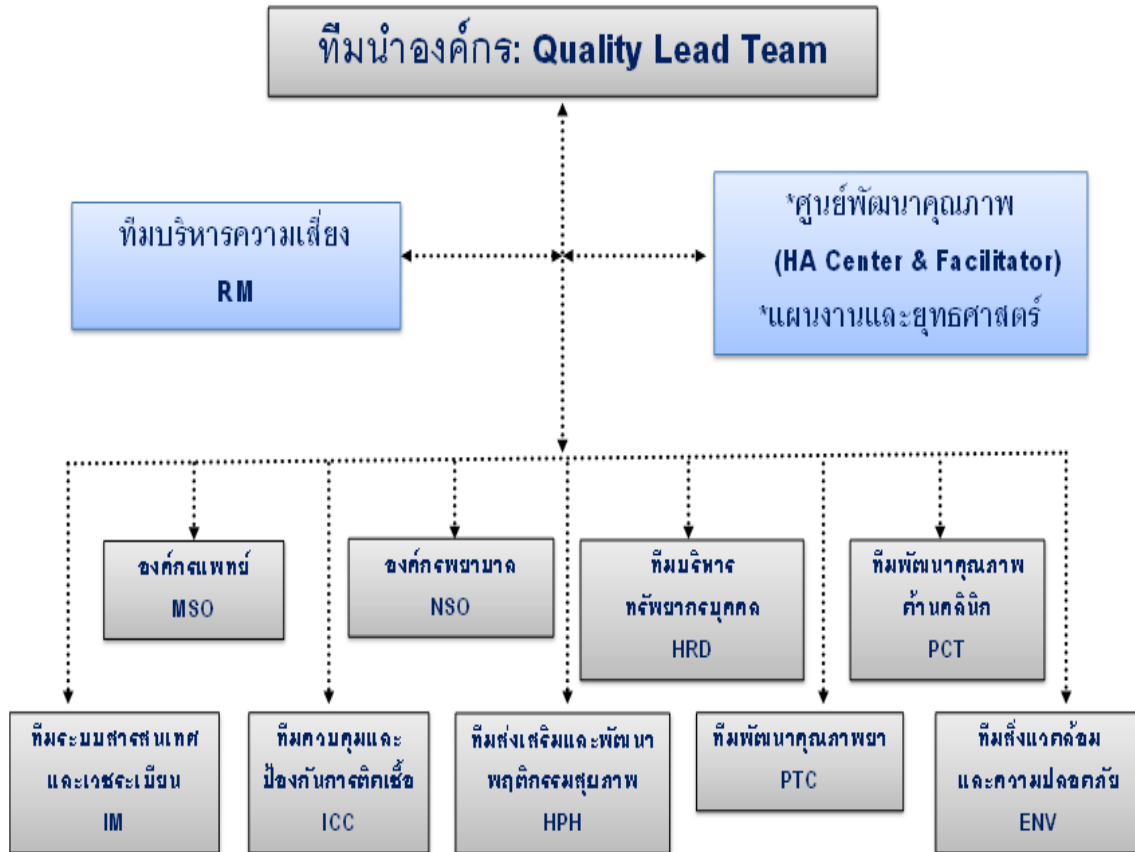 ทีมนำองค์กร: Quality Lead Team
ทีมบริหารความเสี่ยง
RM
*ศูนย์พัฒนาคุณภาพ
(HA Center & Facilitator)
*แผนงานและยุทธศาสตร์
องค์กรแพทย์
MSO
องค์กรพยาบาล
NSO
ทีมบริหาร
ทรัพยากรบุคคล
HRD
ทีมพัฒนาคุณภาพ
ด้านคลินิก
PCT
ทีมระบบสารสนเทศ
และเวชระเบียน
IM
ทีมควบคุมและ
ป้องกันการติดเชื้อ
ICC
ทีมส่งเสริมและพัฒนา
พฤติกรรมสุขภาพ
HPH
ทีมพัฒนาคุณภาพยา
PTC
ทีมสิ่งแวดล้อม
และความปลอดภัย
ENV